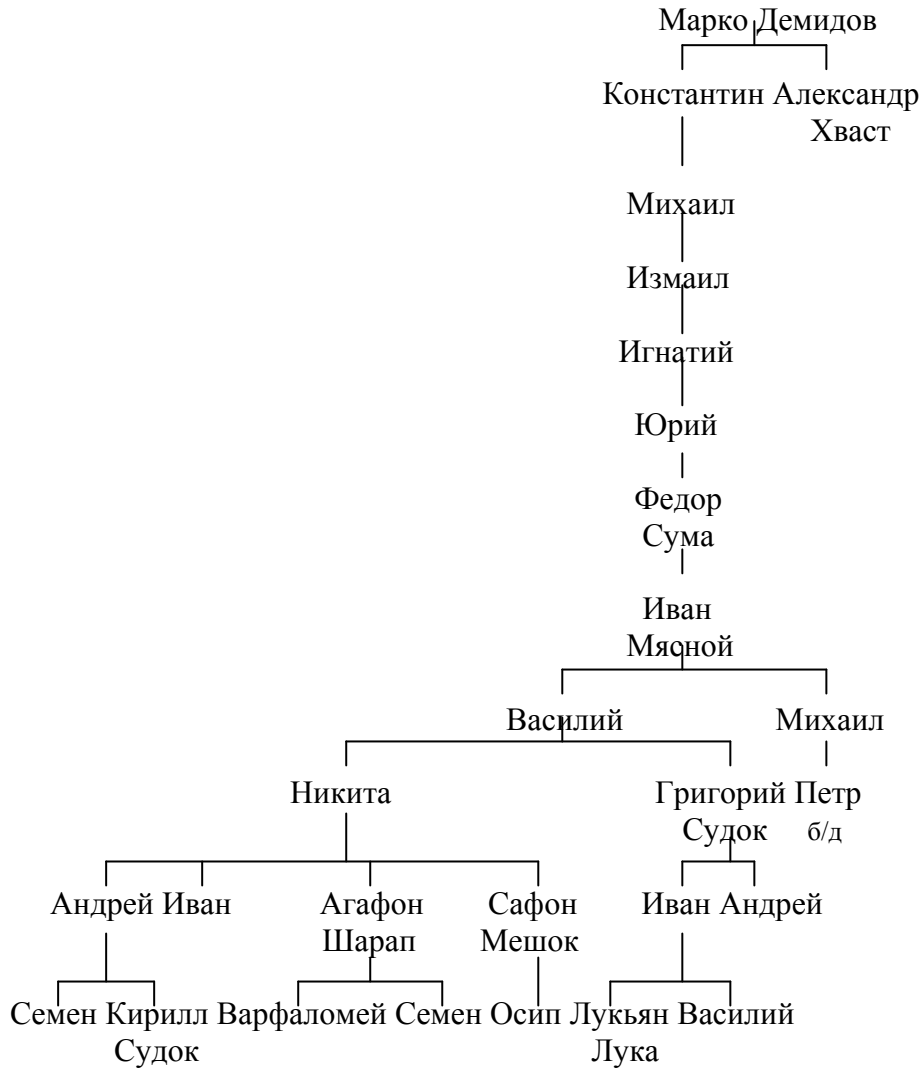 Марко Демидов
Константин Александр
Хваст
Михаил
Измаил
Игнатий
Юрий
Федор
Сума
Иван
Мясной
Василий Михаил
Никита Григорий Петр
Судок б/д
Андрей Иван Агафон Сафон Иван Андрей
Шарап Мешок
Семен Кирилл Варфаломей Семен Осип Лукьян Василий
Судок Лука